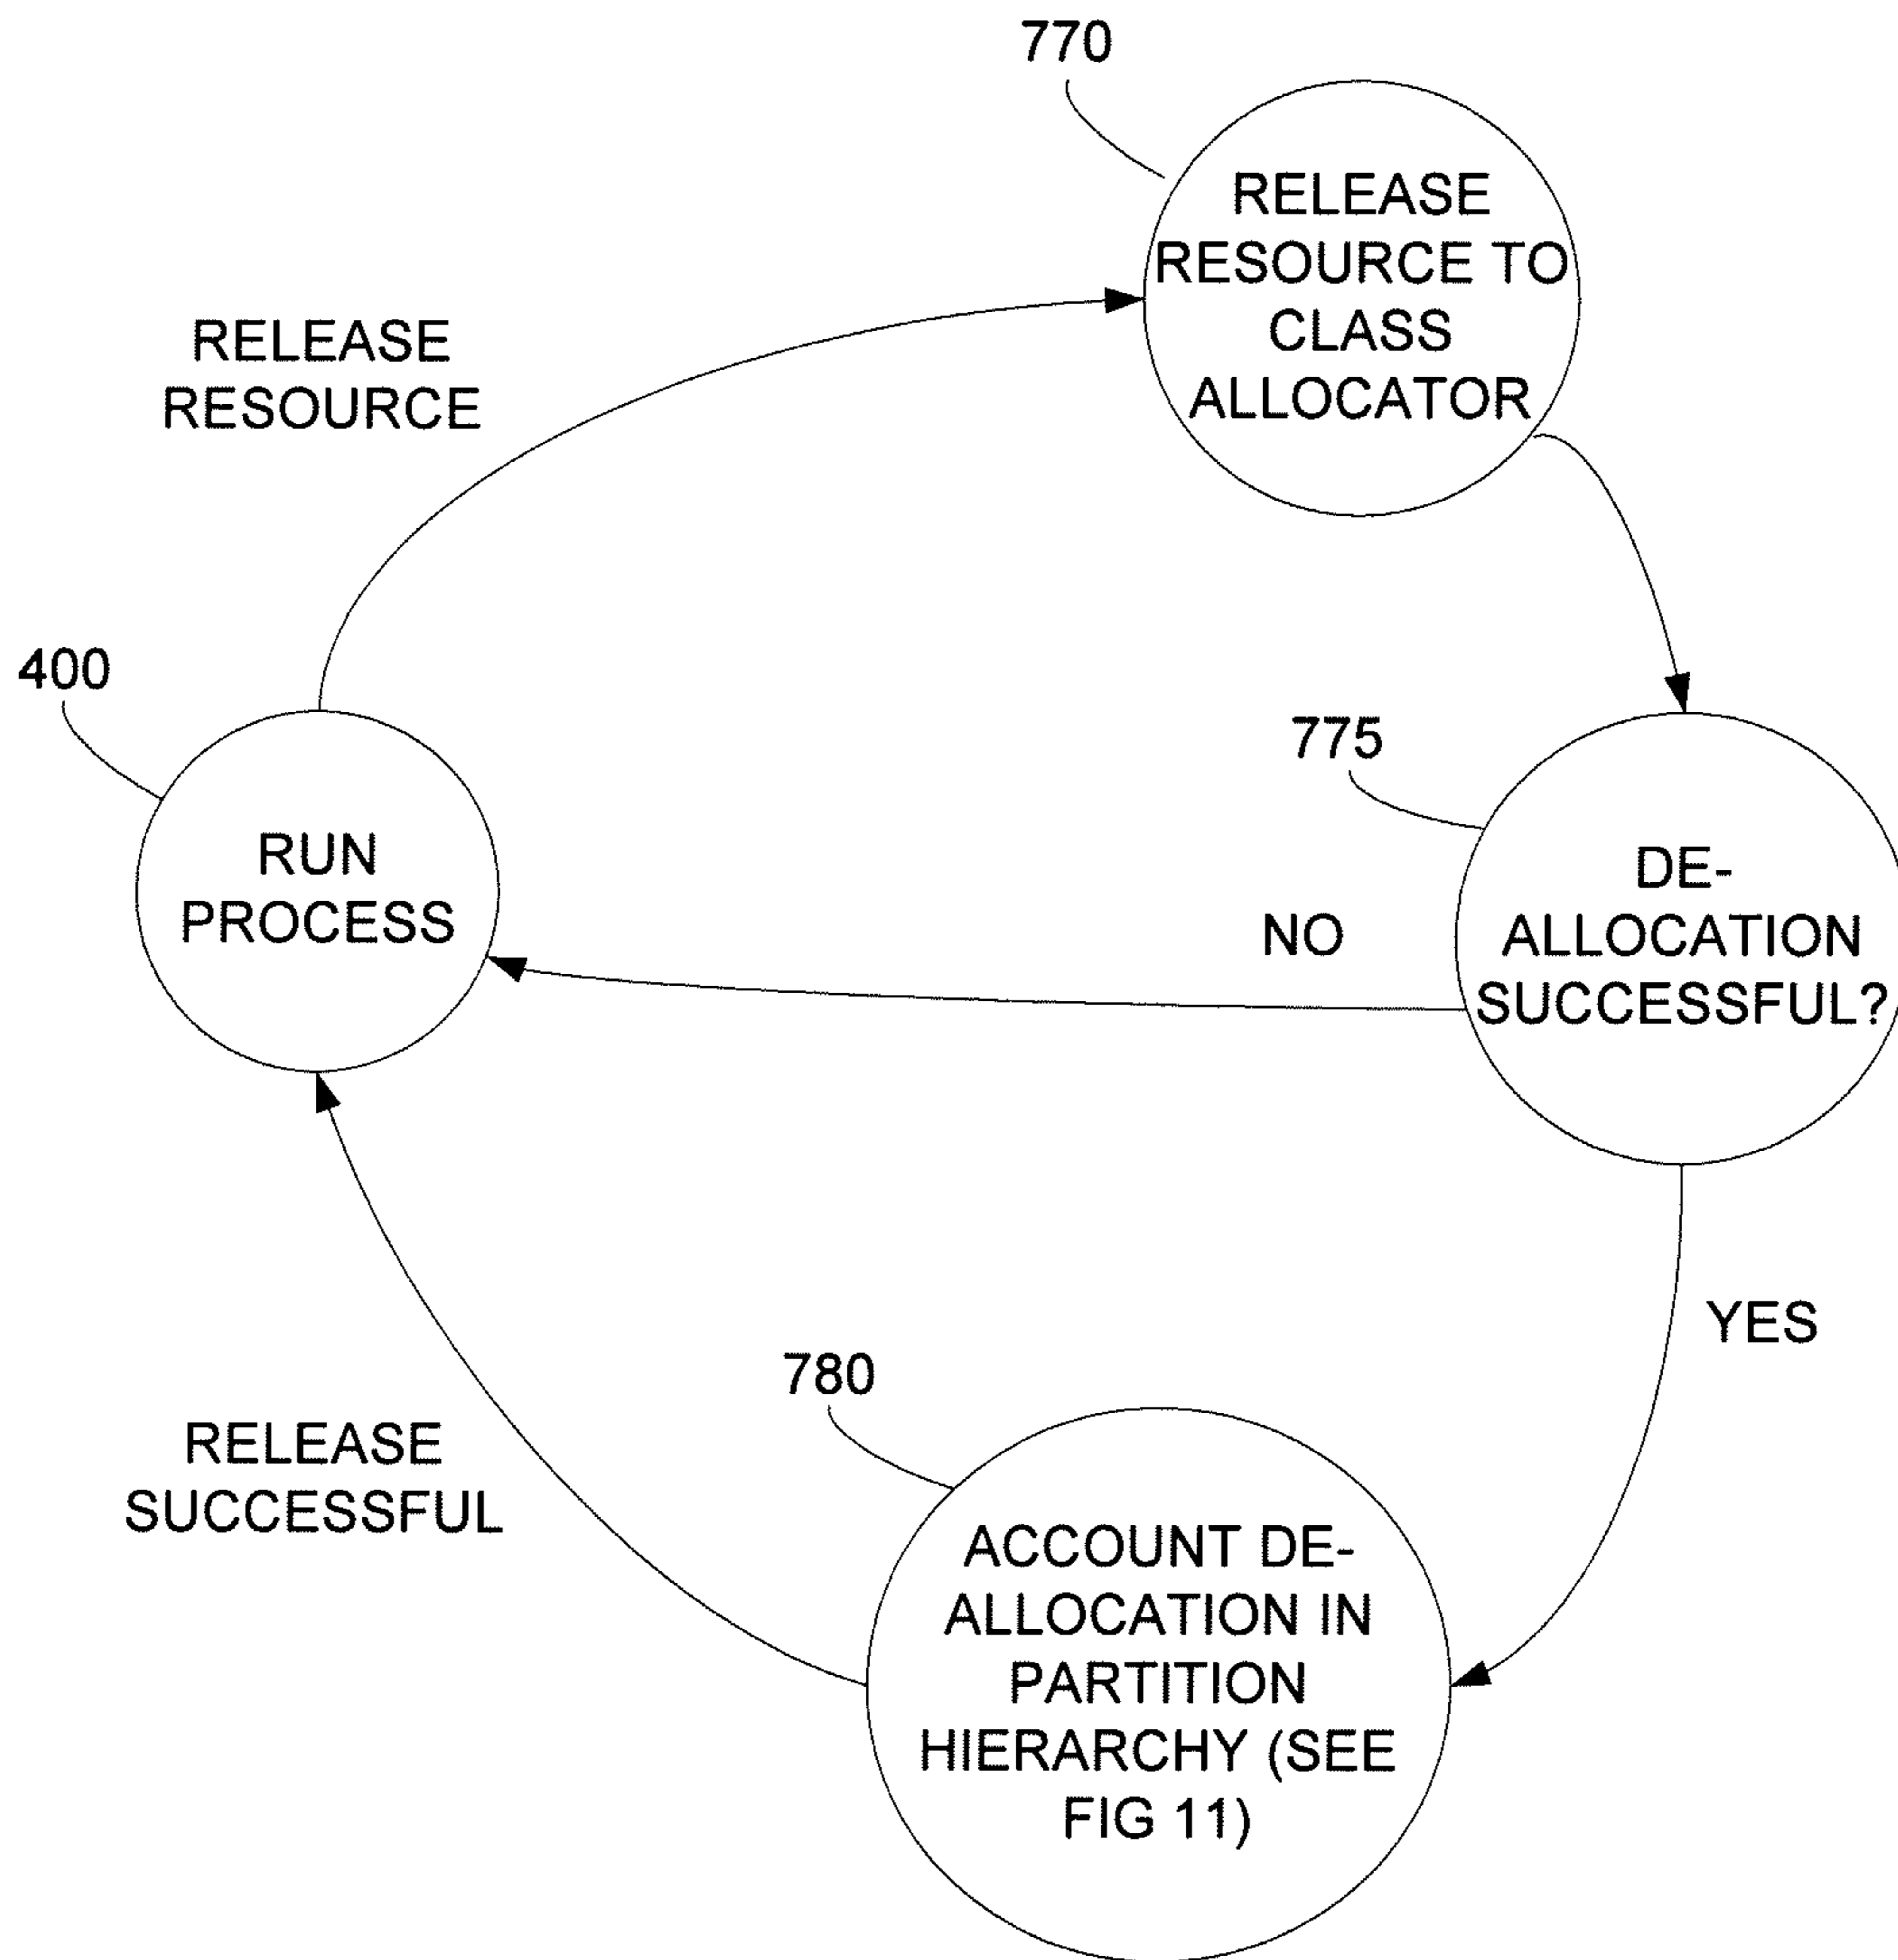 770
RELEASE
RESOURCE TO
CLASS
ALLOCATOR
RELEASE
RESOURCE
400
RUN
PROCESS
775
DE-
ALLOCATION
SUCCESSFUL?
NO
YES
780
ACCOUNT DE-
ALLOCATION IN
PARTITION
HIERARCHY (SEE
FIG 11)
RELEASE
SUCCESSFUL